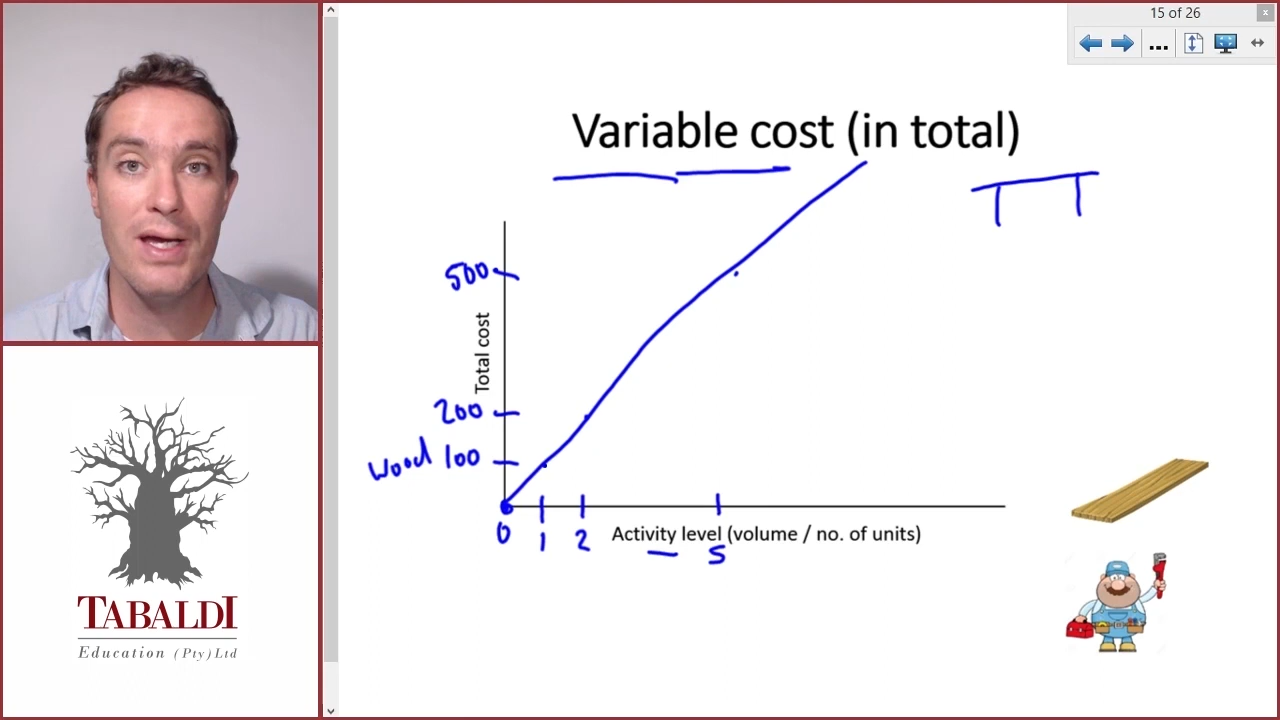 15 of 26
Variable cost (in total)
500
Total cost
200
Wood 100
0 1 2 5
Activity level (volume / no. of units)
TABALDI
Education (Pty) Ltd